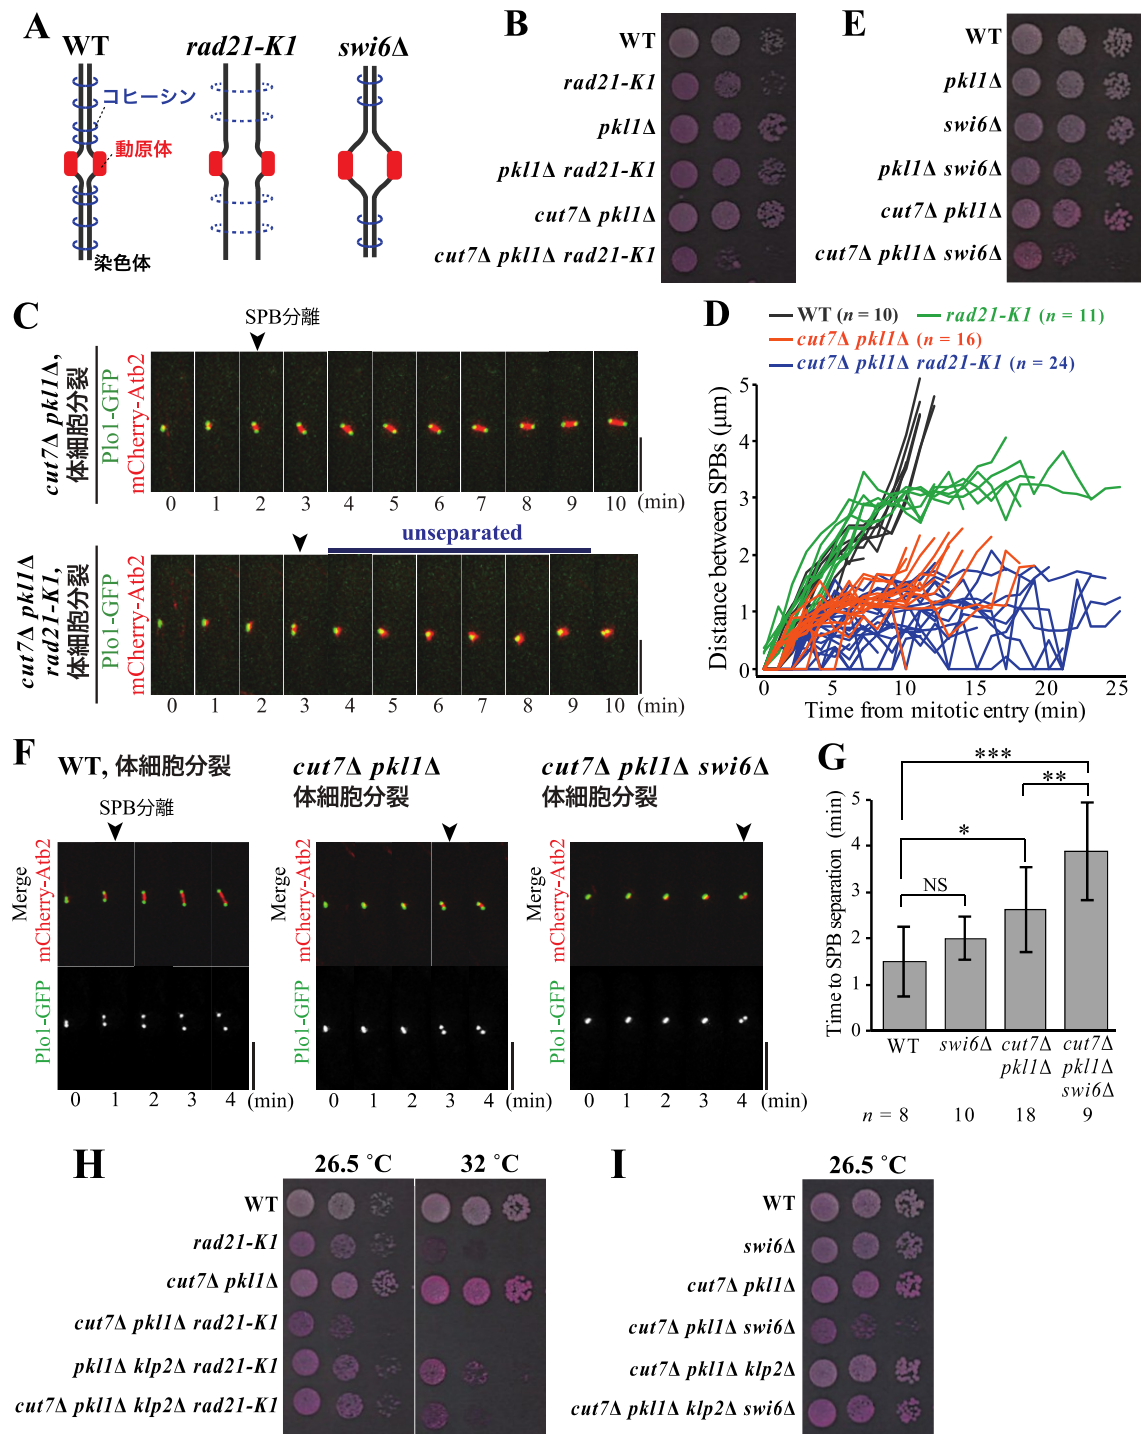 A
WT
rad21-K1
swi6Δ
コヒーシン
動原体
染色体
B
WT
rad21-K1
pkl1Δ
pkl1Δ rad21-K1
cut7Δ pkl1Δ
cut7Δ pkl1Δ rad21-K1
E
WT
pkl1Δ
swi6Δ
pkl1Δ swi6Δ
cut7Δ pkl1Δ
cut7Δ pkl1Δ swi6Δ
C
SPB分離
cut7Δ pkl1Δ,
体細胞分裂
Plo1-GFP
mCherry-Atb2
0 1 2 3 4 5 6 7 8 9 10 (min)
unseparated
cut7Δ pkl1Δ
rad21-K1,
体細胞分裂
Plo1-GFP
mCherry-Atb2
0 1 2 3 4 5 6 7 8 9 10 (min)
D
WT (n = 10)
rad21-K1 (n = 11)
cut7Δ pkl1Δ (n = 16)
cut7Δ pkl1Δ rad21-K1 (n = 24)
Distance between SPBs (μm)
5
4
3
2
1
0
0 5 10 15 20 25
Time from mitotic entry (min)
F
WT, 体細胞分裂
SPB分離
Merge
mCherry-Atb2
Plo1-GFP
0 1 2 3 4 (min)
cut7Δ pkl1Δ
体細胞分裂
Merge
mCherry-Atb2
Plo1-GFP
0 1 2 3 4 (min)
cut7Δ pkl1Δ swi6Δ
体細胞分裂
Merge
mCherry-Atb2
Plo1-GFP
0 1 2 3 4 (min)
G
***
**
*
NS
Time to SPB separation (min)
5
4
3
2
1
0
WT
swi6Δ
cut7Δ
pkl1Δ
cut7Δ
pkl1Δ
swi6Δ
n = 8 10 18 9
H
26.5 ˚C 32 ˚C
WT
rad21-K1
cut7Δ pkl1Δ
cut7Δ pkl1Δ rad21-K1
pkl1Δ klp2Δ rad21-K1
cut7Δ pkl1Δ klp2Δ rad21-K1
I
26.5 ˚C
WT
swi6Δ
cut7Δ pkl1Δ
cut7Δ pkl1Δ swi6Δ
cut7Δ pkl1Δ klp2Δ
cut7Δ pkl1Δ klp2Δ swi6Δ